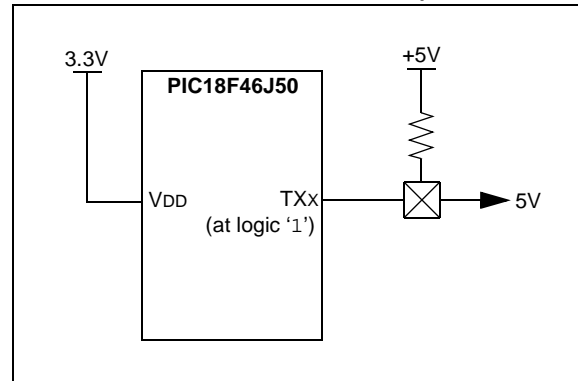 3.3V
+5V
PIC18F46J50
VDD
TXX
(at logic ‘1’)
5V